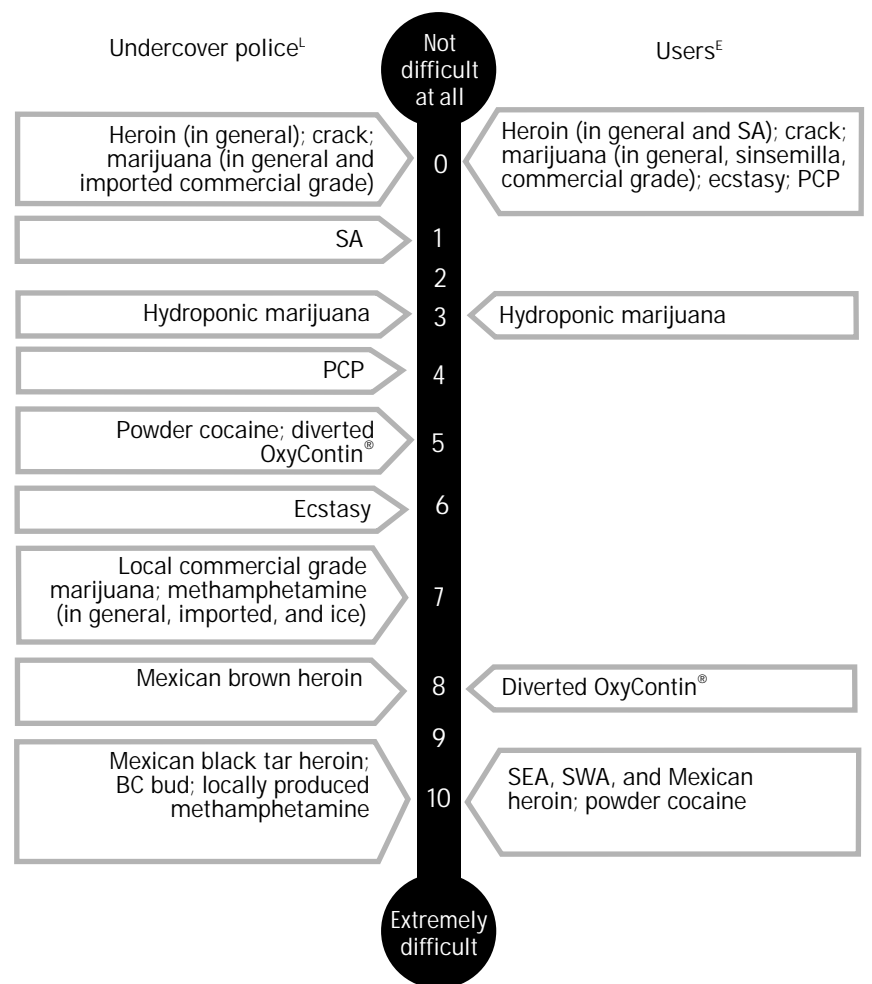 Undercover police^L
Not
difficult
at all
Users^E
Heroin (in general); crack;
marijuana (in general and
imported commercial grade)
0
Heroin (in general and SA); crack;
marijuana (in general, sinsemilla,
commercial grade); ecstasy; PCP
SA
1
2
Hydroponic marijuana
3
Hydroponic marijuana
PCP
4
Powder cocaine; diverted
OxyContin®
5
Ecstasy
6
Local commercial grade
marijuana; methamphetamine
(in general, imported, and ice)
7
Mexican brown heroin
8
Diverted OxyContin®
9
Mexican black tar heroin;
BC bud; locally produced
methamphetamine
10
SEA, SWA, and Mexican
heroin; powder cocaine
Extremely
difficult